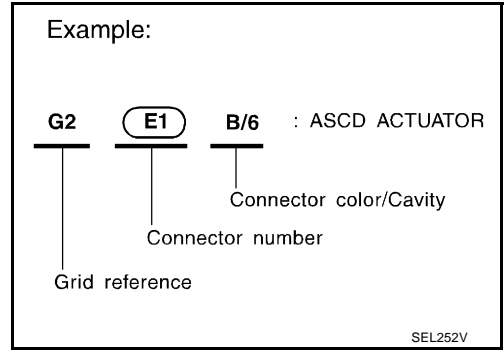 Example:
G2 E1 B/6 : ASCD ACTUATOR
Connector color/Cavity
Connector number
Grid reference
SEL252V